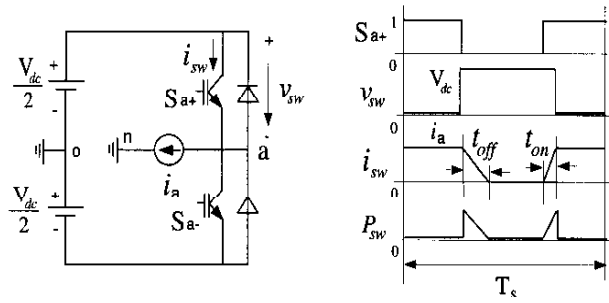 V_dc
2
+
-
i_sw
S_a+
+
v_sw
-
n
o
i_a
a
V_dc
2
+
-
S_a-
S_a+
1
0
v_sw
V_dc
0
i_sw
i_a
t_off
t_on
0
P_sw
0
T_s